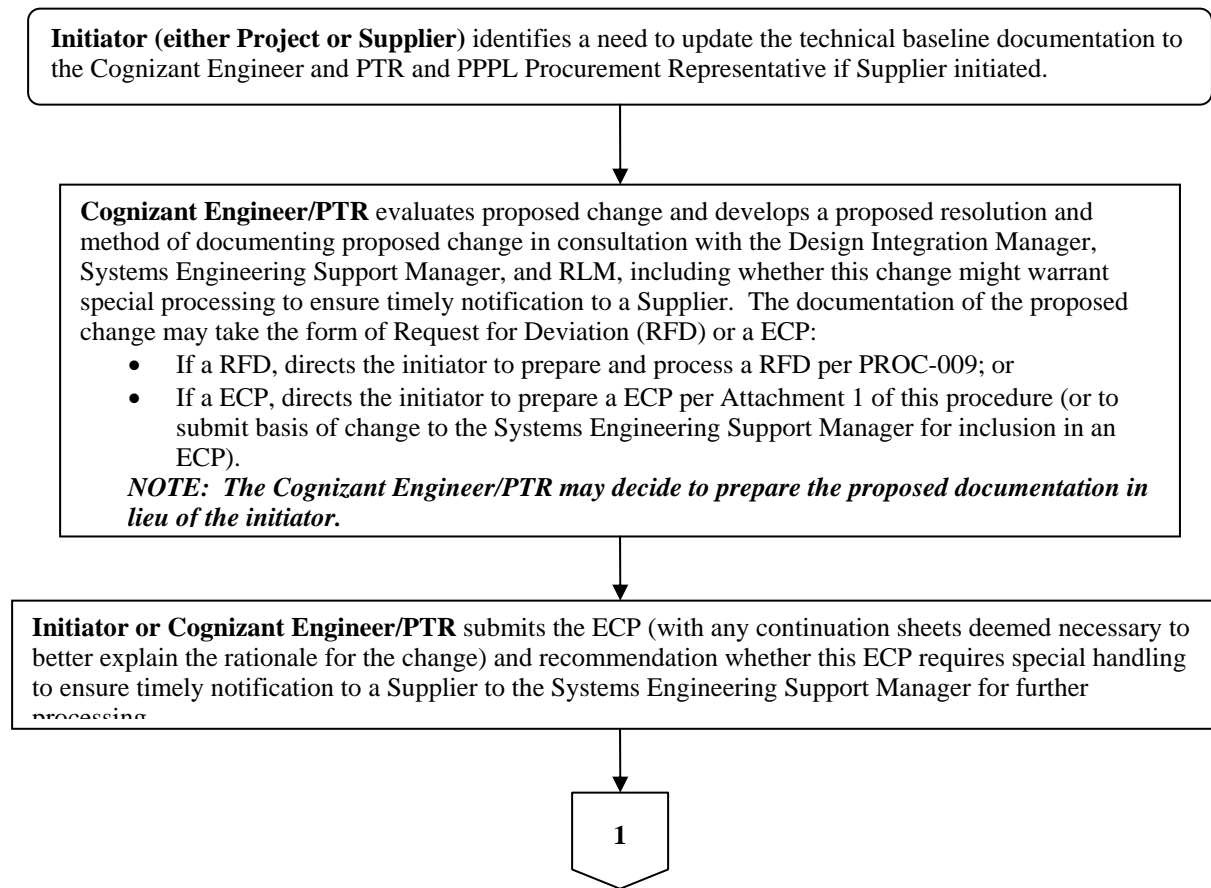 Initiator (either Project or Supplier) identifies a need to update the technical baseline documentation to
the Cognizant Engineer and PTR and PPPL Procurement Representative if Supplier initiated.
Cognizant Engineer/PTR evaluates proposed change and develops a proposed resolution and
method of documenting proposed change in consultation with the Design Integration Manager,
Systems Engineering Support Manager, and RLM, including whether this change might warrant
special processing to ensure timely notification to a Supplier.  The documentation of the proposed
change may take the form of Request for Deviation (RFD) or a ECP:
• If a RFD, directs the initiator to prepare and process a RFD per PROC-009; or
• If a ECP, directs the initiator to prepare a ECP per Attachment 1 of this procedure (or to
submit basis of change to the Systems Engineering Support Manager for inclusion in an
ECP).
NOTE:  The Cognizant Engineer/PTR may decide to prepare the proposed documentation in
lieu of the initiator.
Initiator or Cognizant Engineer/PTR submits the ECP (with any continuation sheets deemed necessary to
better explain the rationale for the change) and recommendation whether this ECP requires special handling
to ensure timely notification to a Supplier to the Systems Engineering Support Manager for further
processing
1